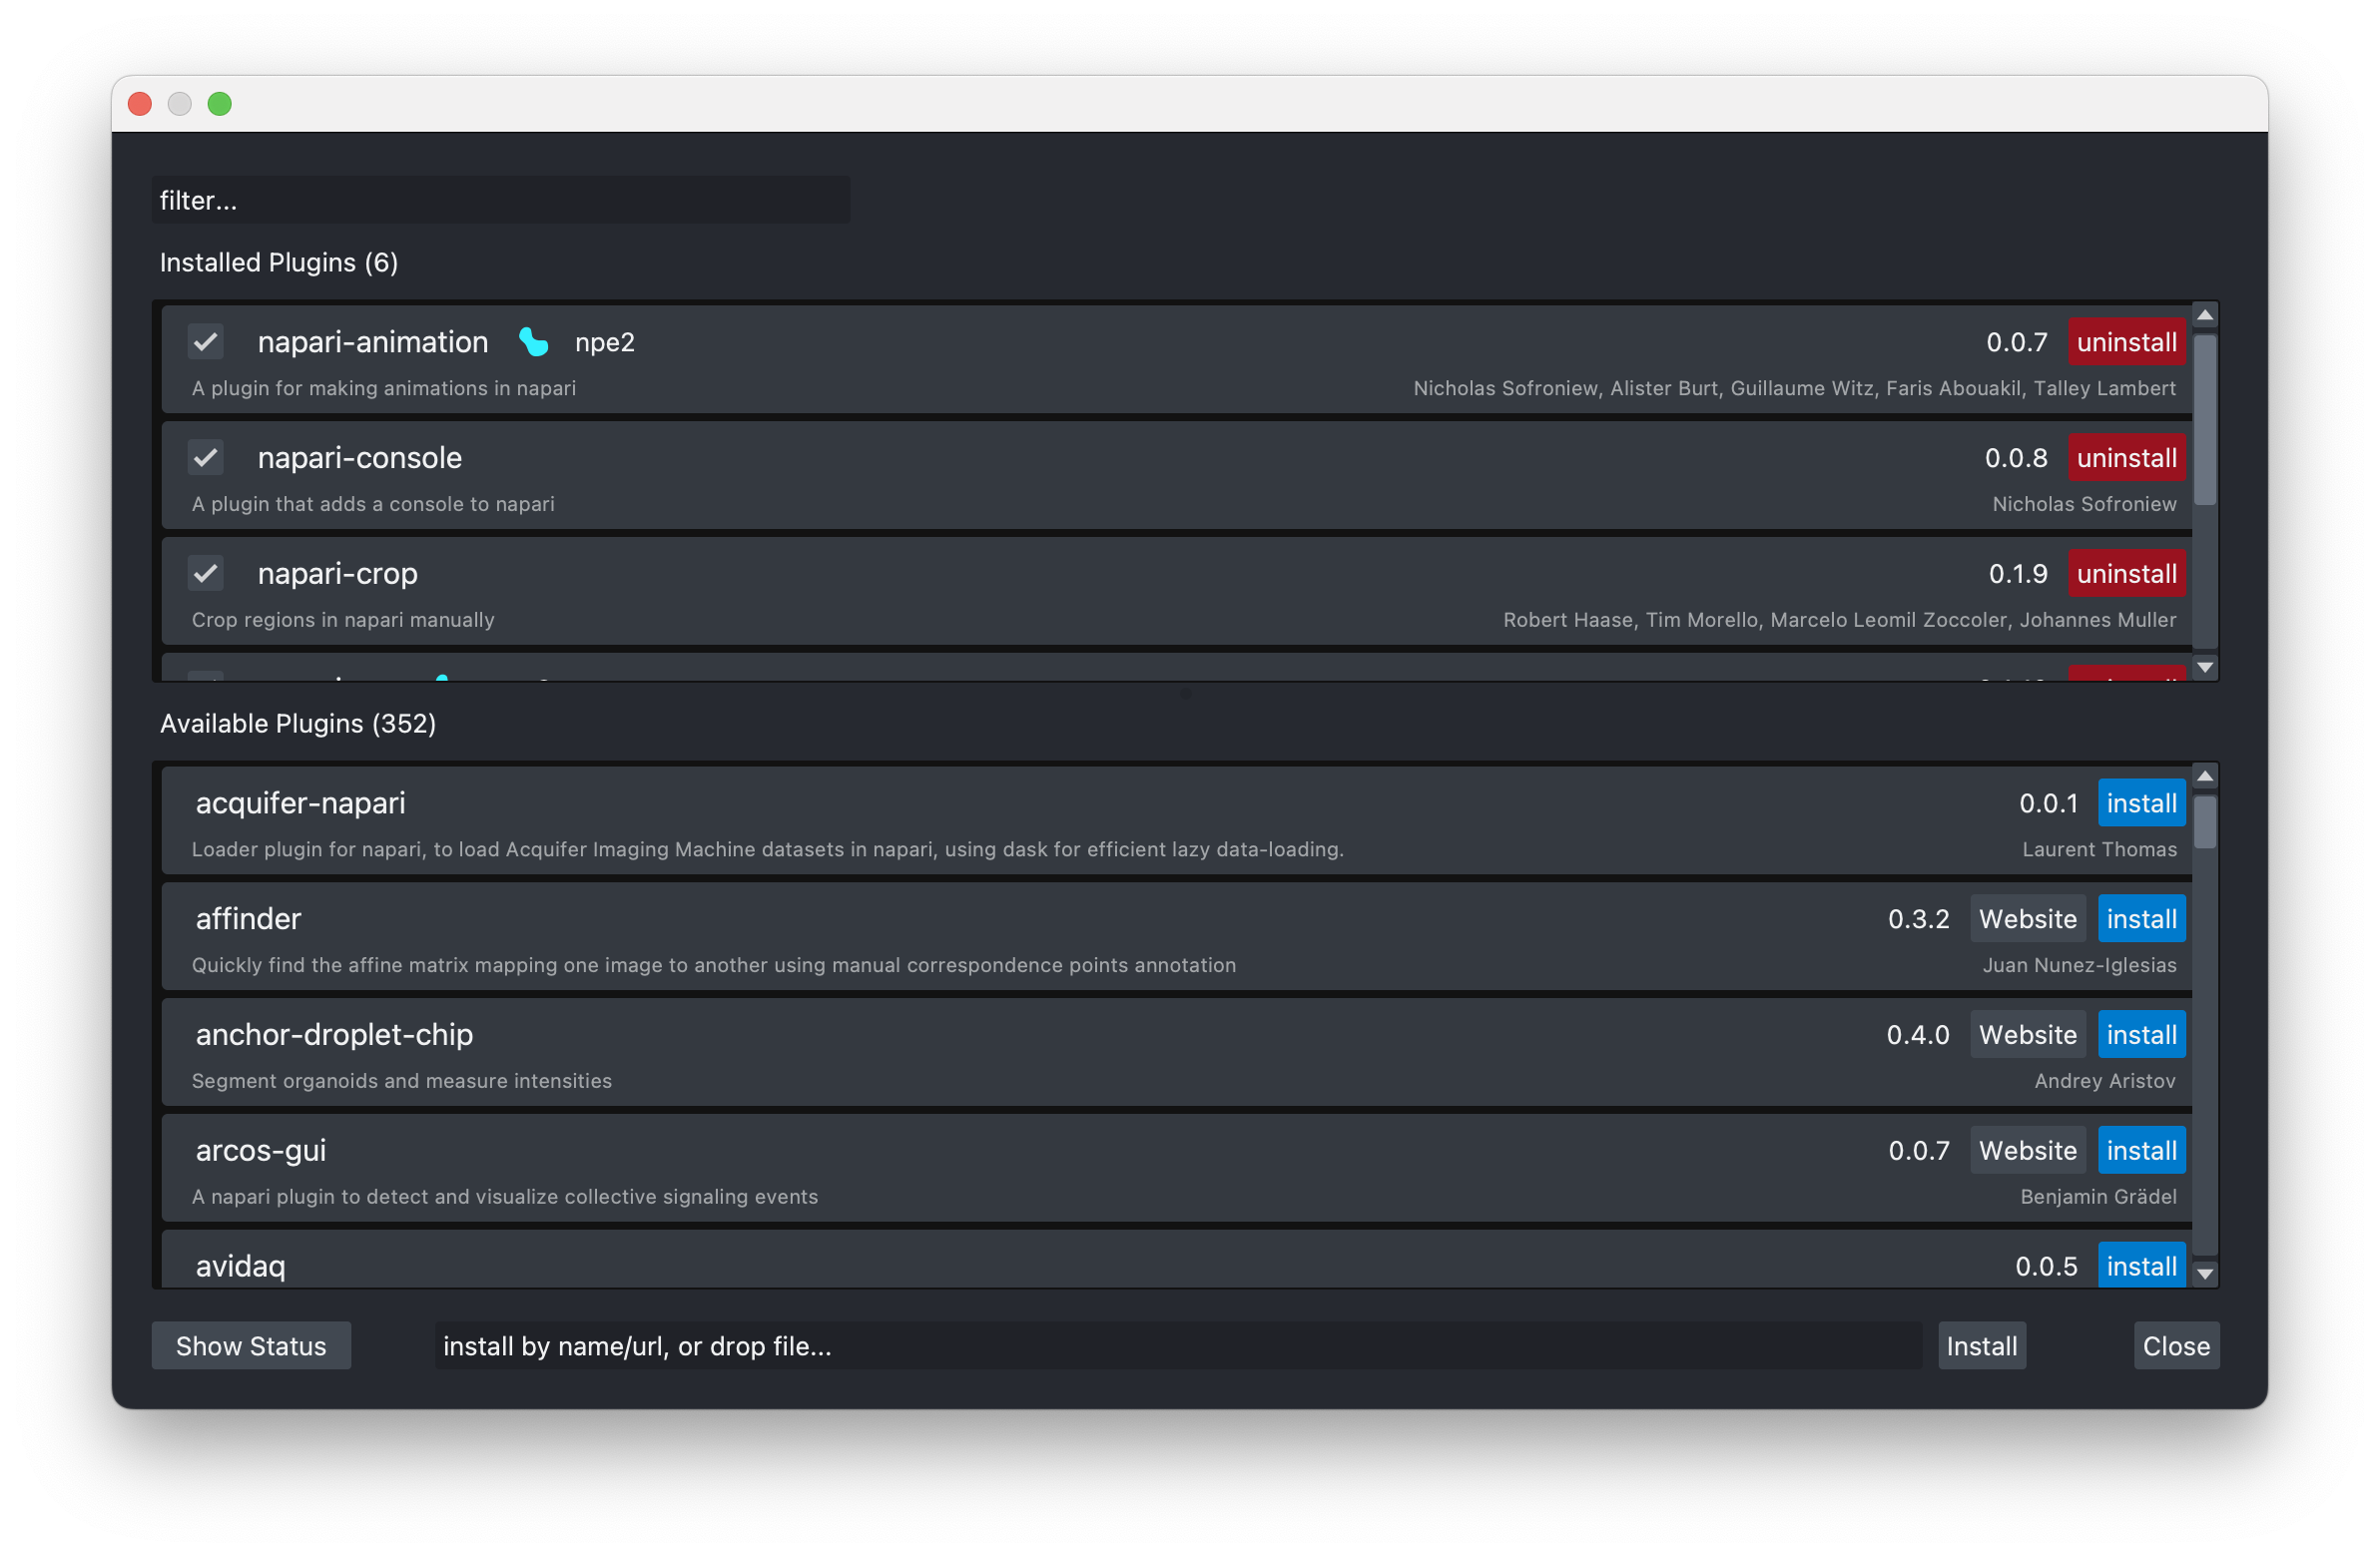 filter...
Installed Plugins (6)
napari-animation npe2 0.0.7 uninstall
A plugin for making animations in napari Nicholas Sofroniew, Alister Burt, Guillaume Witz, Faris Abouakil, Talley Lambert
napari-console 0.0.8 uninstall
A plugin that adds a console to napari Nicholas Sofroniew
napari-crop 0.1.9 uninstall
Crop regions in napari manually Robert Haase, Tim Morello, Marcelo Leomil Zoccoler, Johannes Muller
Available Plugins (352)
acquifer-napari 0.0.1 install
Loader plugin for napari, to load Acquifer Imaging Machine datasets in napari, using dask for efficient lazy data-loading. Laurent Thomas
affinder 0.3.2 Website install
Quickly find the affine matrix mapping one image to another using manual correspondence points annotation Juan Nunez-Iglesias
anchor-droplet-chip 0.4.0 Website install
Segment organoids and measure intensities Andrey Aristov
arcos-gui 0.0.7 Website install
A napari plugin to detect and visualize collective signaling events Benjamin Grädel
avidaq 0.0.5 install
Show Status install by name/url, or drop file... Install Close